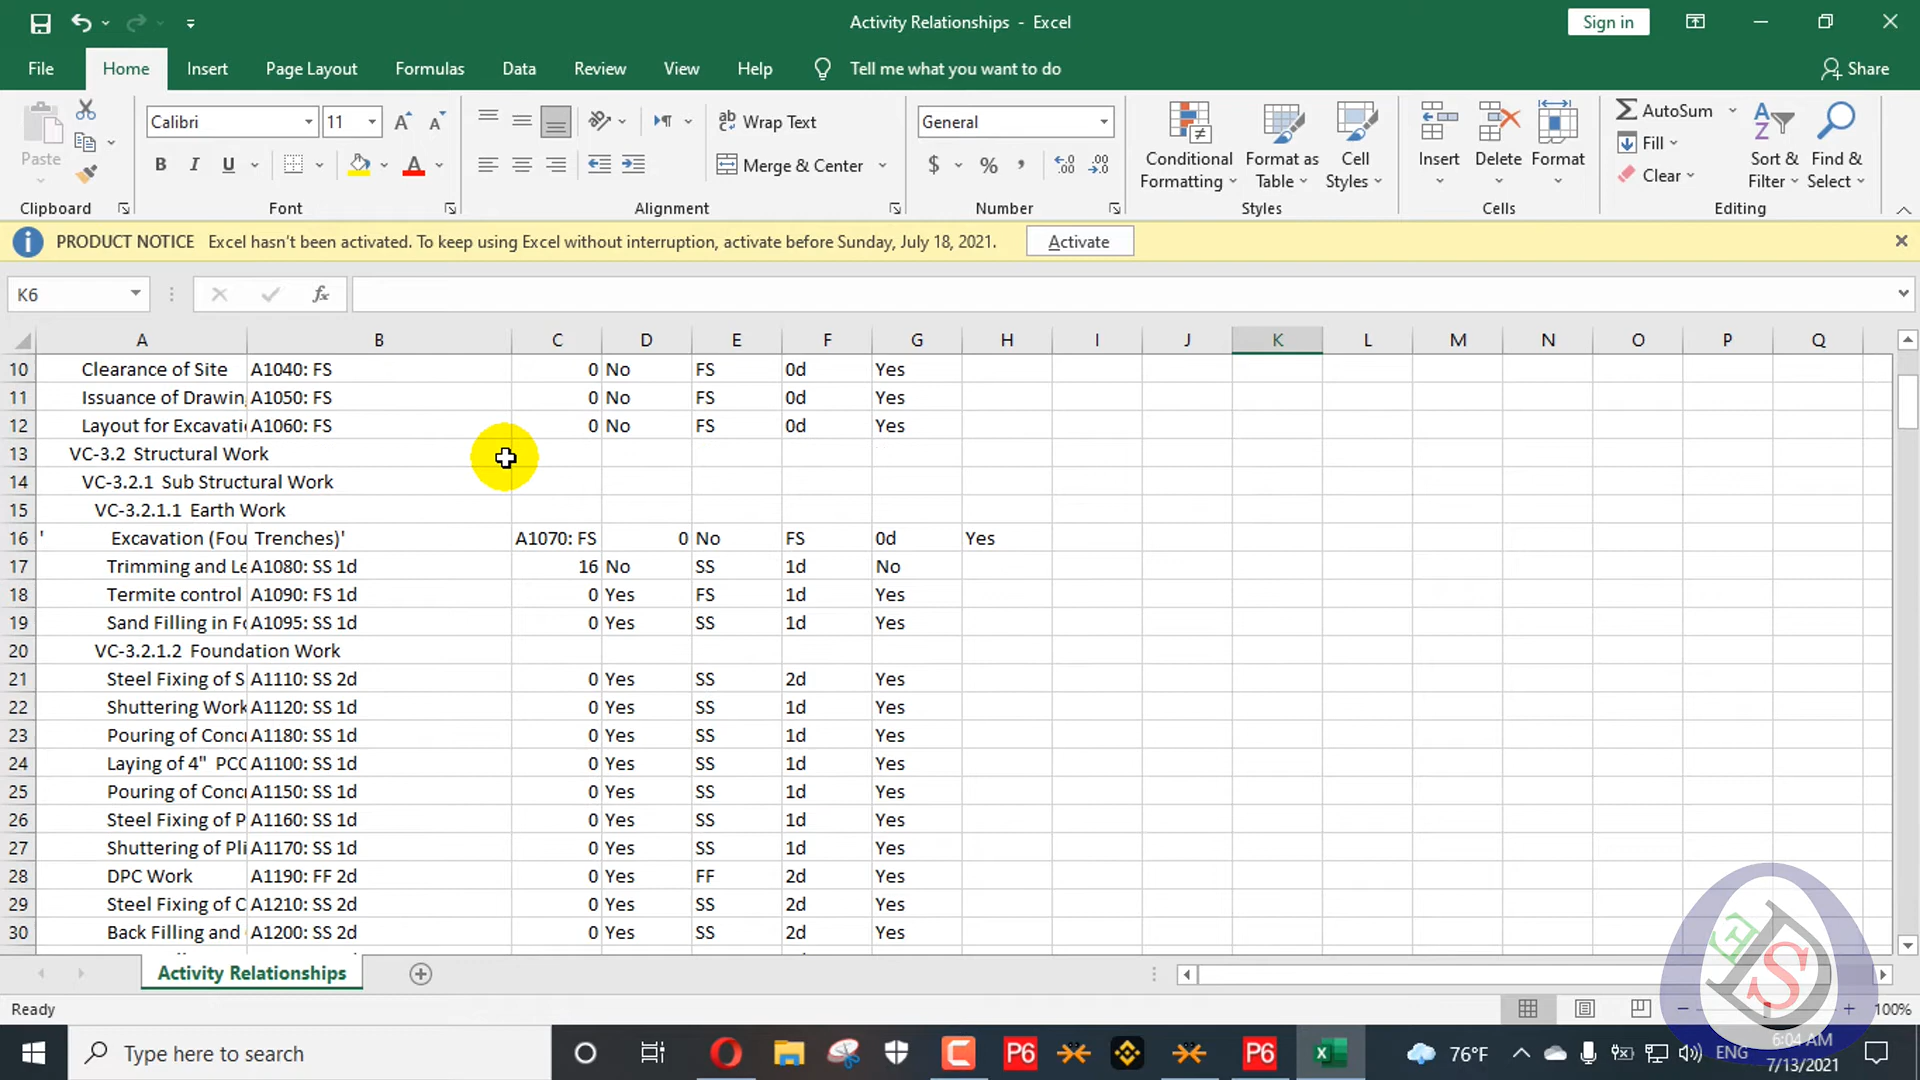 Activity Relationships - Excel
Sign in
File Home Insert Page Layout Formulas Data Review View Help Tell me what you want to do Share
Paste
Calibri 11
B I U A
Wrap Text
Merge & Center
General
$ % ,
Conditional Formatting
Format as Table
Cell Styles
Insert Delete Format
AutoSum
Fill
Clear
Sort & Filter
Find & Select
Clipboard Font Alignment Number Styles Cells Editing
PRODUCT NOTICE Excel hasn't been activated. To keep using Excel without interruption, activate before Sunday, July 18, 2021. Activate
K6 fx
A B C D E F G H I J K L M N O P Q
10 Clearance of Site A1040: FS 0 No FS 0d Yes
11 Issuance of Drawin A1050: FS 0 No FS 0d Yes
12 Layout for Excavati A1060: FS 0 No FS 0d Yes
13 VC-3.2 Structural Work
14 VC-3.2.1 Sub Structural Work
15 VC-3.2.1.1 Earth Work
16 ' Excavation (Fou Trenches)' A1070: FS 0 No FS 0d Yes
17 Trimming and Le A1080: SS 1d 16 No SS 1d No
18 Termite control A1090: FS 1d 0 Yes FS 1d Yes
19 Sand Filling in Fo A1095: SS 1d 0 Yes SS 1d Yes
20 VC-3.2.1.2 Foundation Work
21 Steel Fixing of S A1110: SS 2d 0 Yes SS 2d Yes
22 Shuttering Work A1120: SS 1d 0 Yes SS 1d Yes
23 Pouring of Concr A1180: SS 1d 0 Yes SS 1d Yes
24 Laying of 4" PCC A1100: SS 1d 0 Yes SS 1d Yes
25 Pouring of Concr A1150: SS 1d 0 Yes SS 1d Yes
26 Steel Fixing of P A1160: SS 1d 0 Yes SS 1d Yes
27 Shuttering of Pli A1170: SS 1d 0 Yes SS 1d Yes
28 DPC Work A1190: FF 2d 0 Yes FF 2d Yes
29 Steel Fixing of C A1210: SS 2d 0 Yes SS 2d Yes
30 Back Filling and A1200: SS 2d 0 Yes SS 2d Yes
Activity Relationships
Ready 100%
Type here to search
P6 P6
76°F ENG
6:04 AM
7/13/2021
E D S